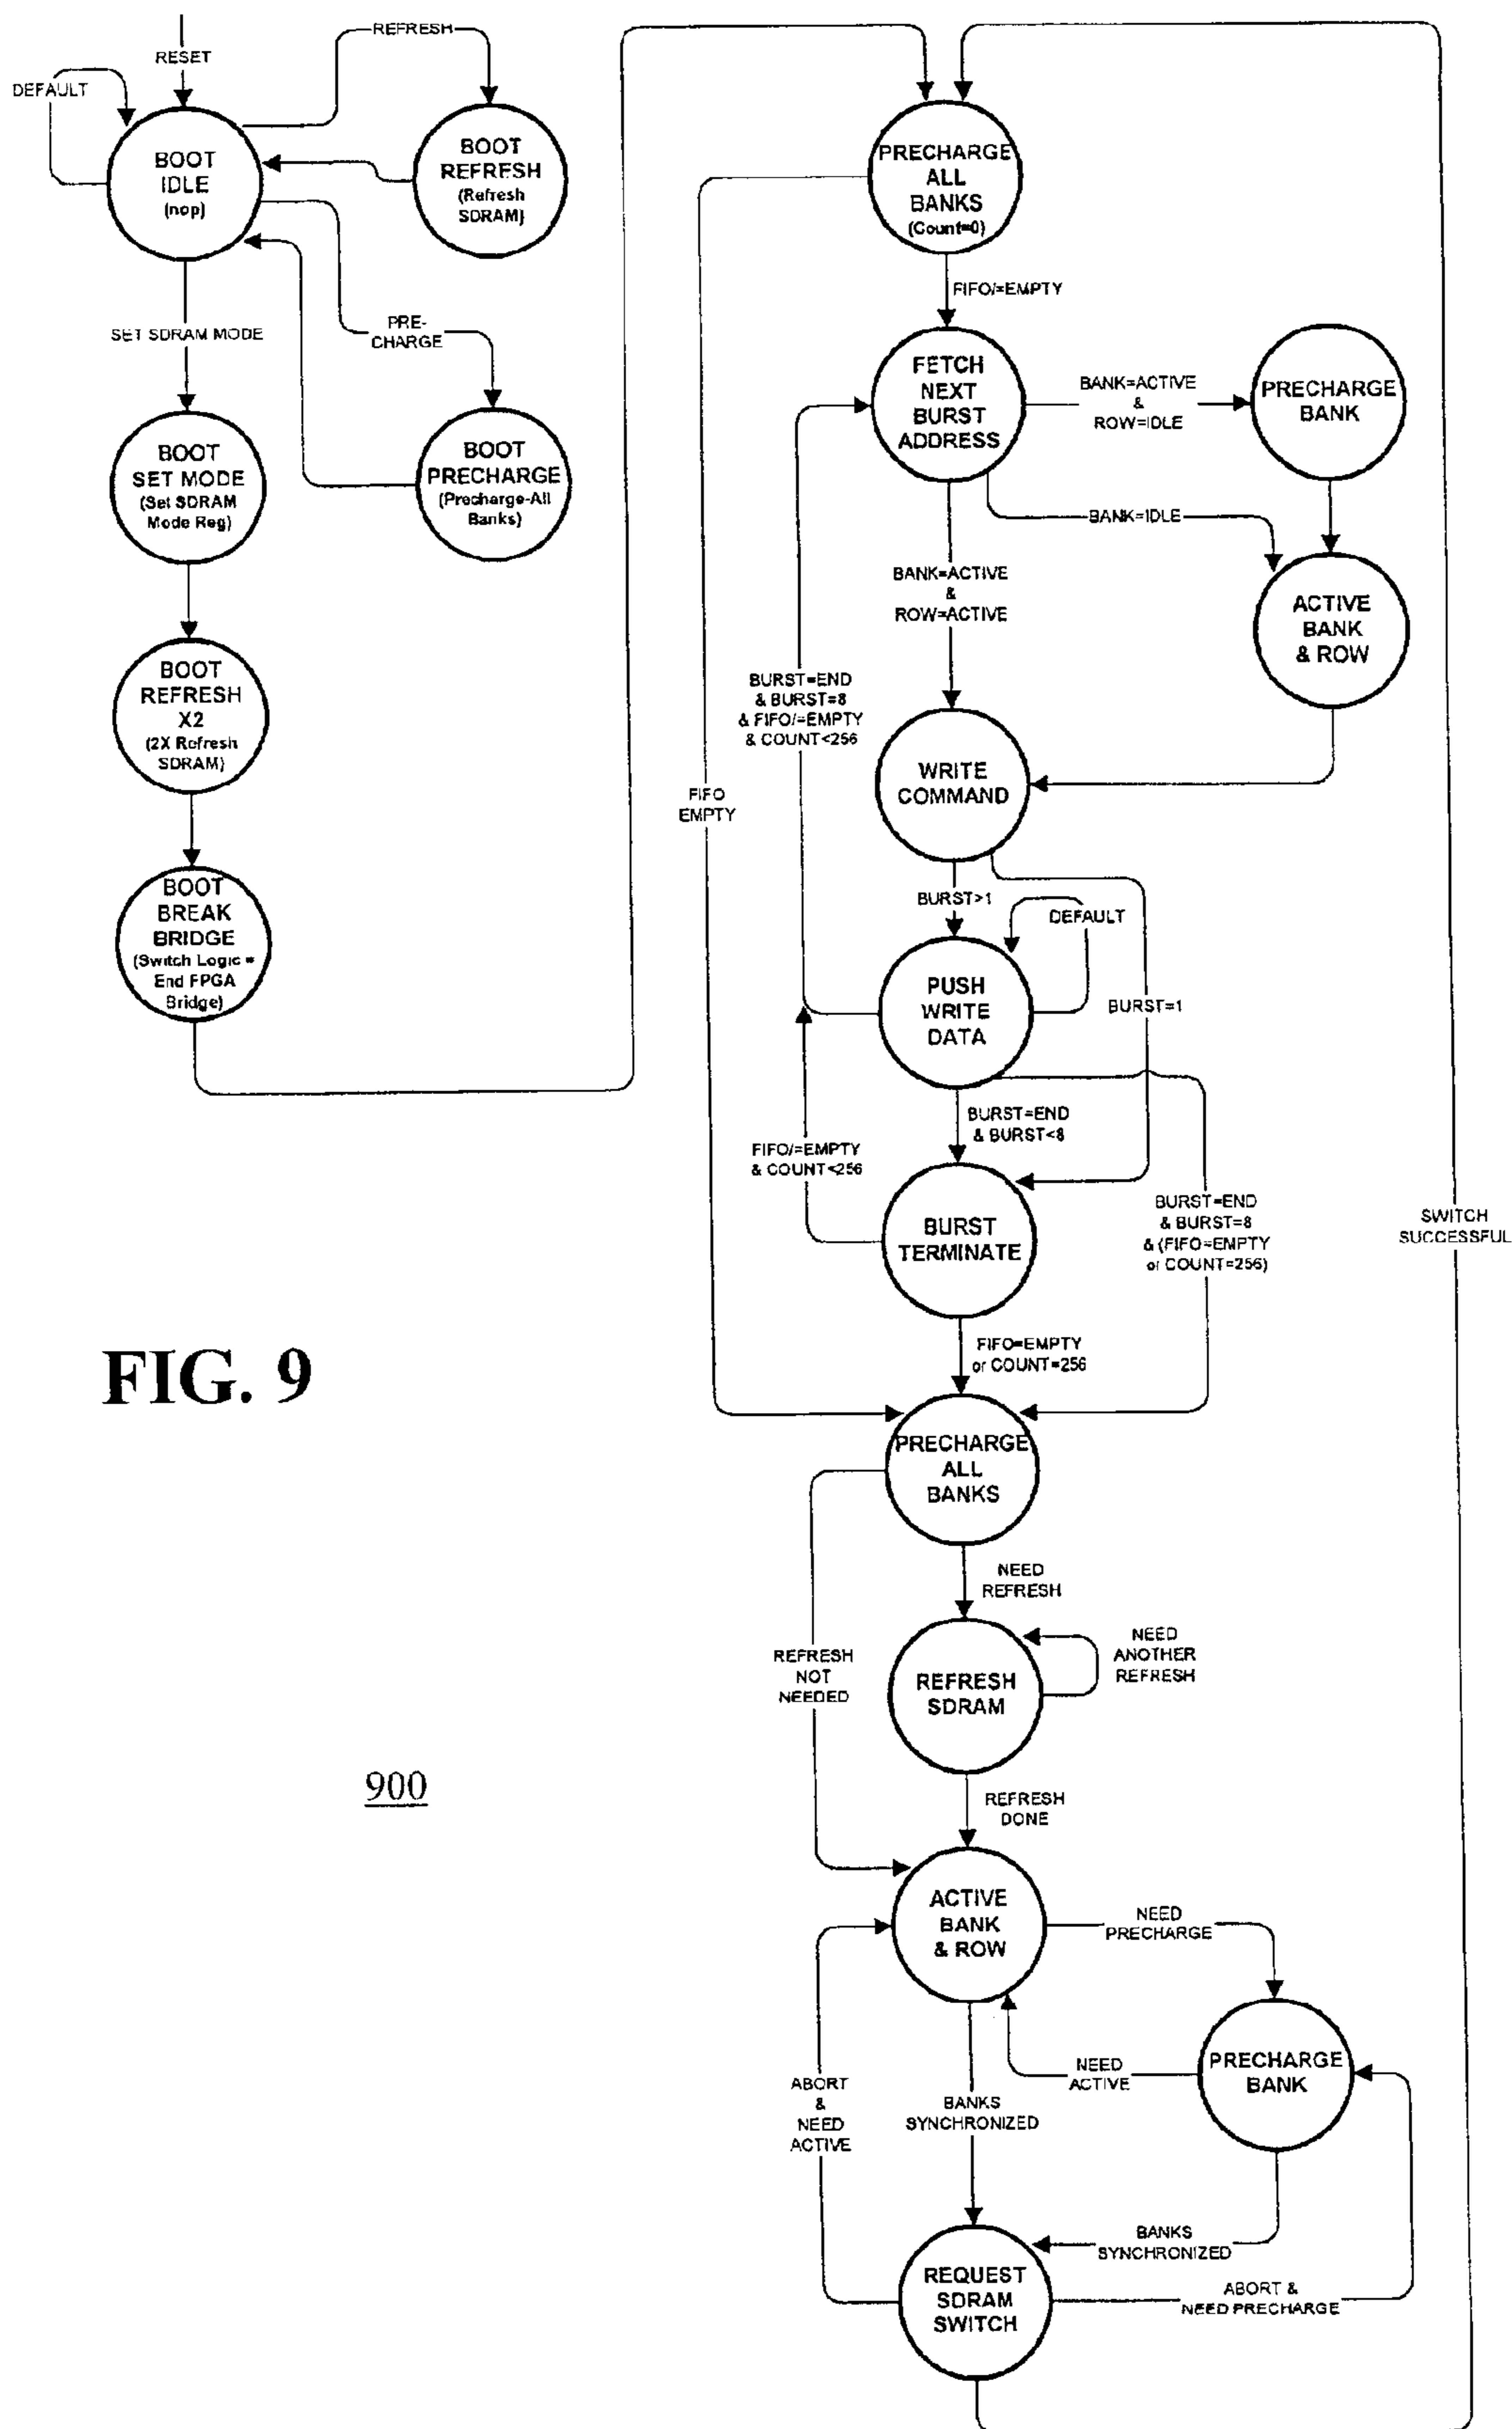 RESET
DEFAULT
REFRESH
BOOT
IDLE
(nop)
BOOT
REFRESH
(Refresh
SDRAM)
SET SDRAM MODE
PRE-
CHARGE
BOOT
SET MODE
(Set SDRAM
Mode Reg)
BOOT
PRECHARGE
(Precharge-All
Banks)
BOOT
REFRESH
X2
(2X Refresh
SDRAM)
BOOT
BREAK
BRIDGE
(Switch Logic =
End FPGA
Bridge)
PRECHARGE
ALL
BANKS
(Count=0)
FIFO/=EMPTY
FETCH
NEXT
BURST
ADDRESS
BANK=ACTIVE
&
ROW=IDLE
PRECHARGE
BANK
BANK=IDLE
BANK=ACTIVE
&
ROW=ACTIVE
ACTIVE
BANK
& ROW
BURST=END
& BURST=8
& FIFO/=EMPTY
& COUNT<256
WRITE
COMMAND
FIFO
EMPTY
BURST>1
DEFAULT
PUSH
WRITE
DATA
BURST=1
BURST=END
& BURST<8
FIFO/=EMPTY
& COUNT<256
BURST
TERMINATE
BURST=END
& BURST=8
& (FIFO=EMPTY
or COUNT=256)
SWITCH
SUCCESSFUL
FIFO=EMPTY
or COUNT=256
FIG. 9
PRECHARGE
ALL
BANKS
NEED
REFRESH
REFRESH
NOT
NEEDED
REFRESH
SDRAM
NEED
ANOTHER
REFRESH
900
REFRESH
DONE
ACTIVE
BANK
& ROW
NEED
PRECHARGE
PRECHARGE
BANK
NEED
ACTIVE
ABORT
&
NEED
ACTIVE
BANKS
SYNCHRONIZED
BANKS
SYNCHRONIZED
REQUEST
SDRAM
SWITCH
ABORT &
NEED PRECHARGE